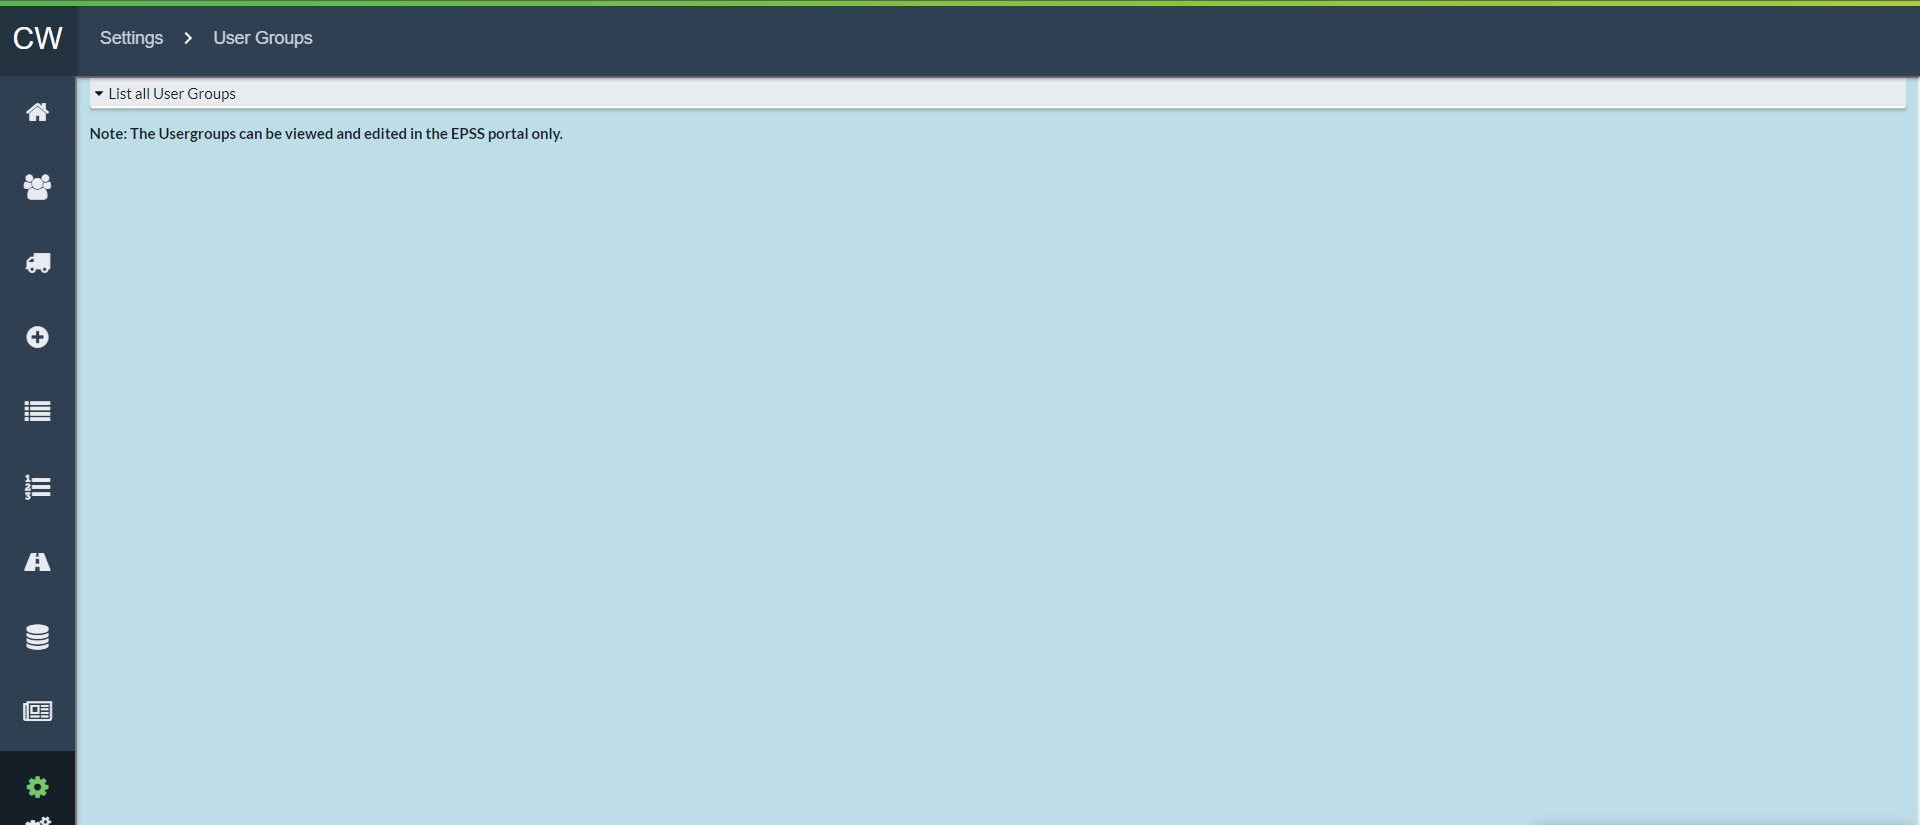 CW
Settings > User Groups
List all User Groups
Note: The Usergroups can be viewed and edited in the EPSS portal only.